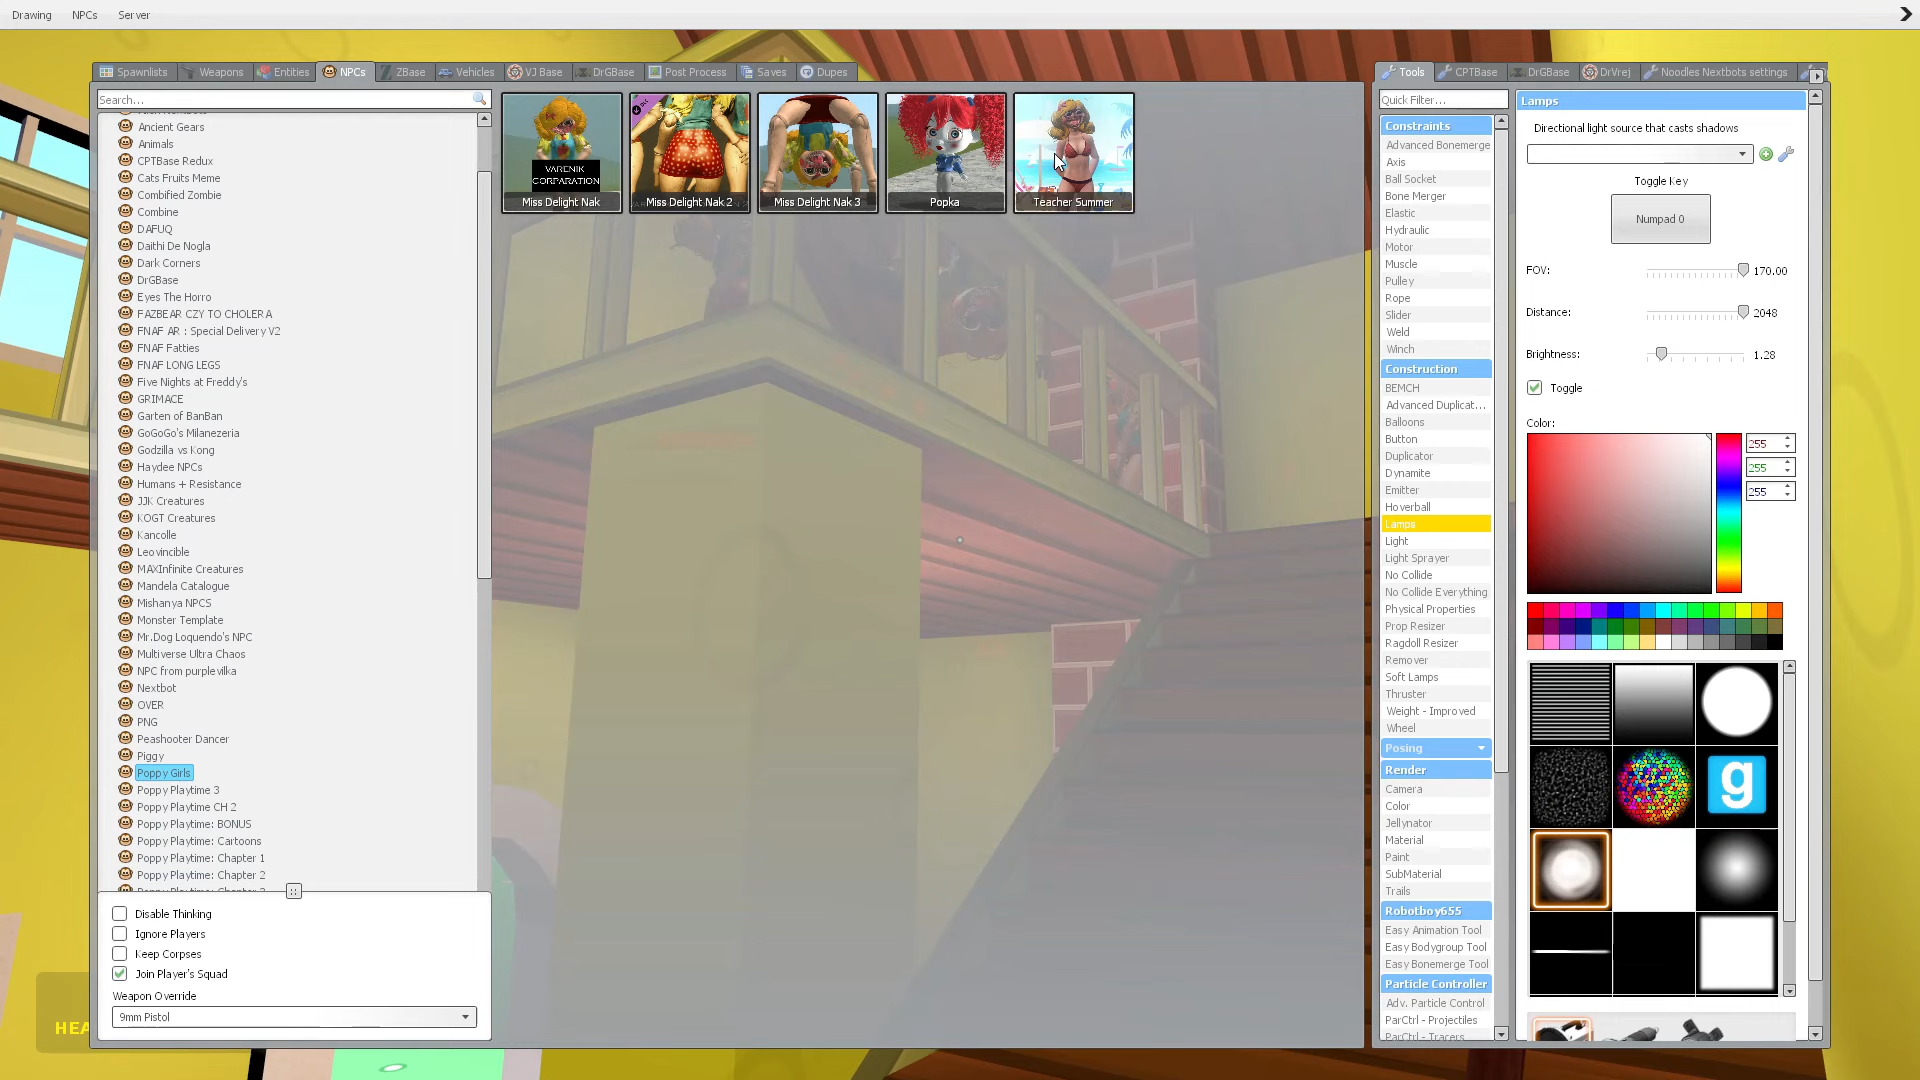 Drawing NPCs Server
Spawnlists Weapons Entities NPCs ZBase Vehicles VJ Base DrGBase Post Process Saves Dupes
Search...
Ancient Gears
Animals
CPTBase Redux
Cats Fruits Meme
Combified Zombie
Combine
DAFUQ
Daithi De Nogla
Dark Corners
DrGBase
Eyes The Horro
FAZBEAR CZY TO CHOLERA
FNAF AR : Special Delivery V2
FNAF Fatties
FNAF LONG LEGS
Five Nights at Freddy's
GRIMACE
Garten of BanBan
GoGoGo's Milanezeria
Godzilla vs Kong
Haydee NPCs
Humans + Resistance
JJK Creatures
KOGT Creatures
Kancolle
Leovincible
MAXInfinite Creatures
Mandela Catalogue
Mishanya NPCS
Monster Template
Mr.Dog Loquendo's NPC
Multiverse Ultra Chaos
NPC from purplevilka
Nextbot
OVER
PNG
Peashooter Dancer
Piggy
Poppy Girls
Poppy Playtime 3
Poppy Playtime CH 2
Poppy Playtime: BONUS
Poppy Playtime: Cartoons
Poppy Playtime: Chapter 1
Poppy Playtime: Chapter 2
Disable Thinking
Ignore Players
Keep Corpses
Join Player's Squad
Weapon Override
9mm Pistol
HEA
VARENIK
CORPARATION
Miss Delight Nak
Miss Delight Nak 2
Miss Delight Nak 3
Popka
Teacher Summer
Tools CPTBase DrGBase DrVrej Noodles Nextbots settings
Quick Filter...
Constraints
Advanced Bonemerge
Axis
Ball Socket
Bone Merger
Elastic
Hydraulic
Motor
Muscle
Pulley
Rope
Slider
Weld
Winch
Construction
BEMCH
Advanced Duplicat...
Balloons
Button
Duplicator
Dynamite
Emitter
Hoverball
Lamps
Light
Light Sprayer
No Collide
No Collide Everything
Physical Properties
Prop Resizer
Ragdoll Resizer
Remover
Soft Lamps
Thruster
Weight - Improved
Wheel
Posing
Render
Camera
Color
Jellynator
Material
Paint
SubMaterial
Trails
Robotboy655
Easy Animation Tool
Easy Bodygroup Tool
Easy Bonemerge Tool
Particle Controller
Adv. Particle Control
ParCtrl - Projectiles
ParCtrl - Tracers
Lamps
Directional light source that casts shadows
Toggle Key
Numpad 0
FOV: 170.00
Distance: 2048
Brightness: 1.28
Toggle
Color:
255
255
255
g